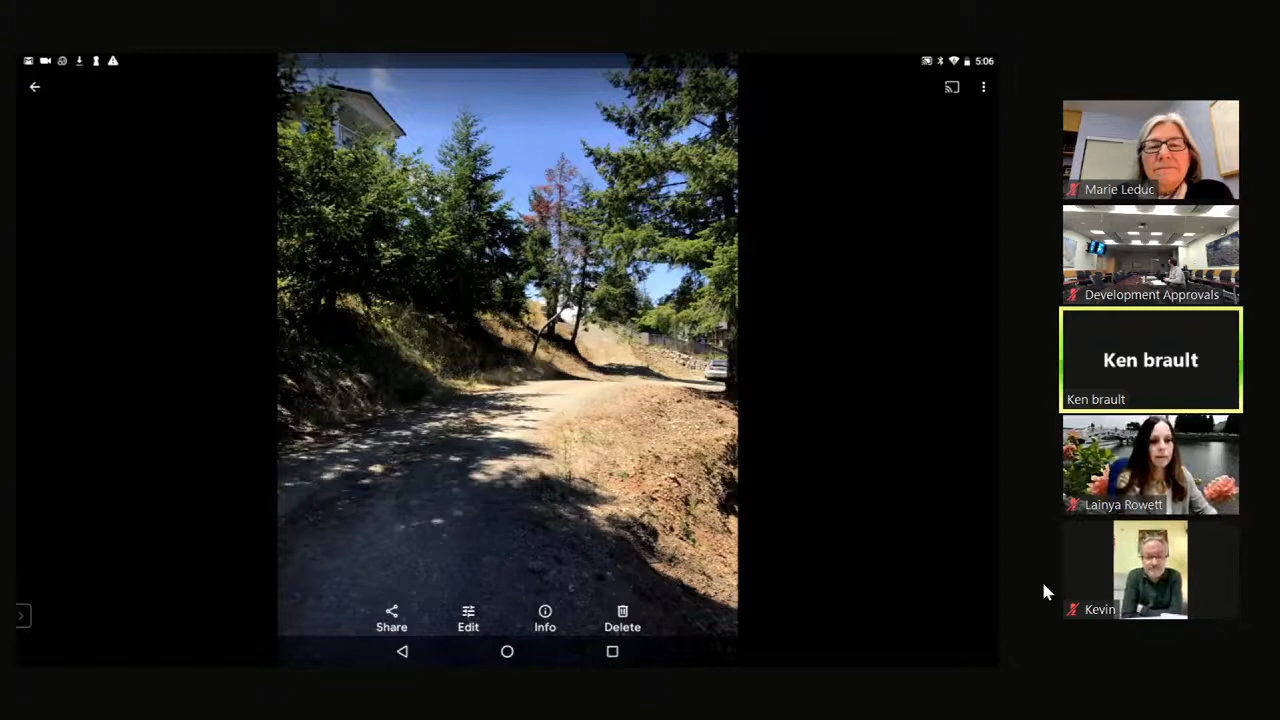 5:06
Share
Edit
Info
Delete
Marie Leduc
Development Approvals
Ken brault
Ken brault
Lainya Rowett
Kevin